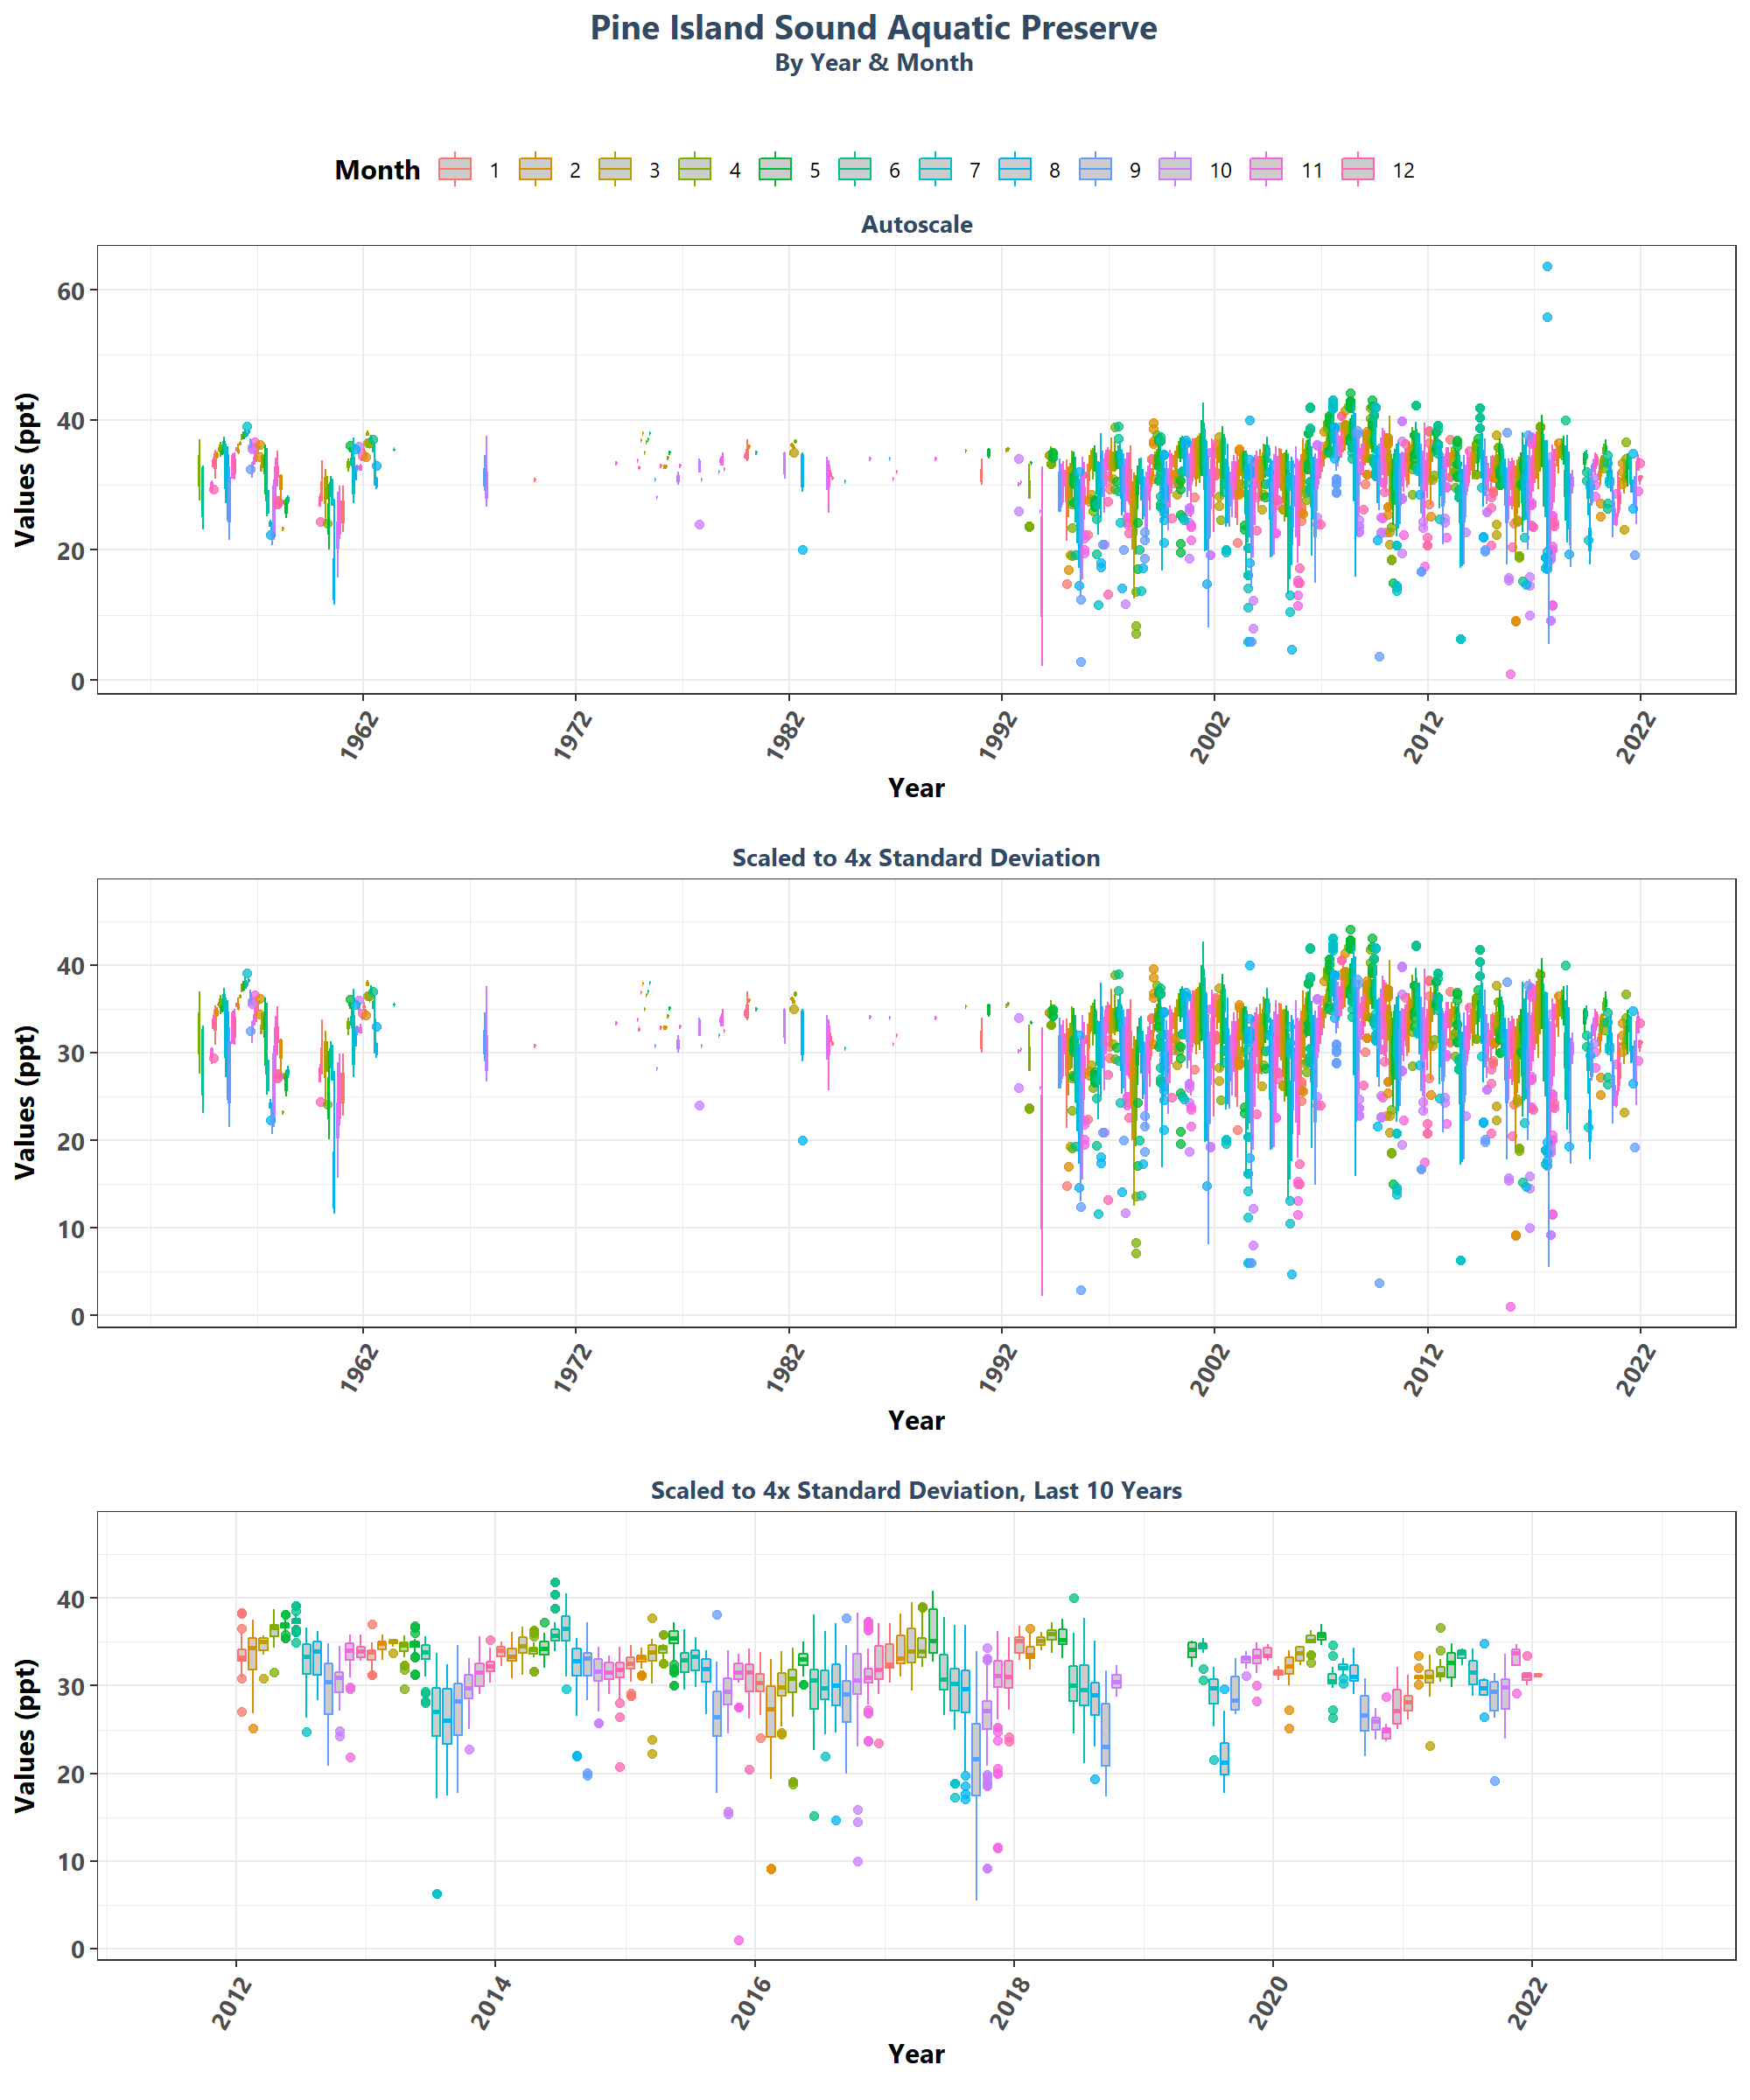 Pine Island Sound Aquatic Preserve
By Year & Month
Month 1 2 3 4 5 6 7 8 9 10 11 12
Autoscale
Values (ppt)
60
40
20
0
1962 1972 1982 1992 2002 2012 2022
Year
Scaled to 4x Standard Deviation
Values (ppt)
40
30
20
10
0
1962 1972 1982 1992 2002 2012 2022
Year
Scaled to 4x Standard Deviation, Last 10 Years
Values (ppt)
40
30
20
10
0
2012 2014 2016 2018 2020 2022
Year